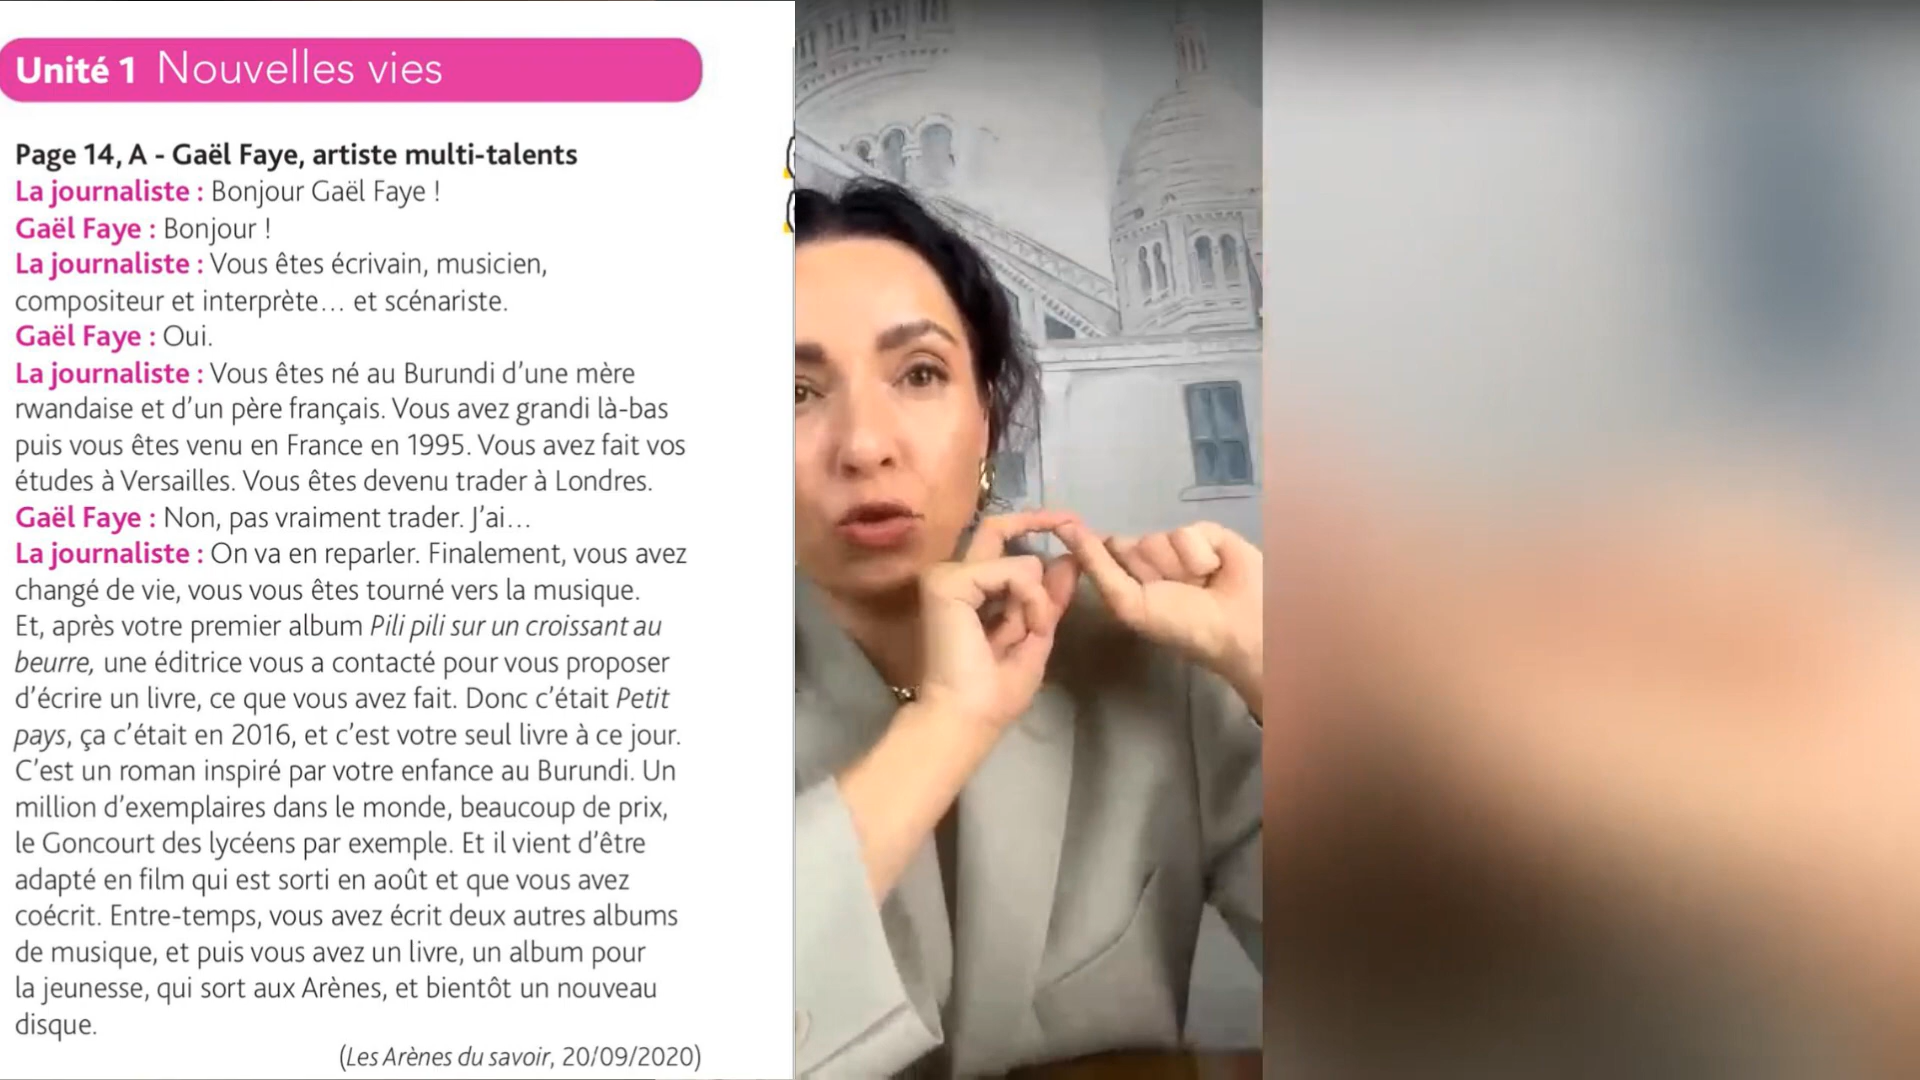 Unité 1 Nouvelles vies
Page 14, A - Gaël Faye, artiste multi-talents
La journaliste : Bonjour Gaël Faye !
Gaël Faye : Bonjour !
La journaliste : Vous êtes écrivain, musicien,
compositeur et interprète… et scénariste.
Gaël Faye : Oui.
La journaliste : Vous êtes né au Burundi d’une mère
rwandaise et d’un père français. Vous avez grandi là-bas
puis vous êtes venu en France en 1995. Vous avez fait vos
études à Versailles. Vous êtes devenu trader à Londres.
Gaël Faye : Non, pas vraiment trader. J’ai…
La journaliste : On va en reparler. Finalement, vous avez
changé de vie, vous vous êtes tourné vers la musique.
Et, après votre premier album Pili pili sur un croissant au
beurre, une éditrice vous a contacté pour vous proposer
d’écrire un livre, ce que vous avez fait. Donc c’était Petit
pays, ça c’était en 2016, et c’est votre seul livre à ce jour.
C’est un roman inspiré par votre enfance au Burundi. Un
million d’exemplaires dans le monde, beaucoup de prix,
le Goncourt des lycéens par exemple. Et il vient d’être
adapté en film qui est sorti en août et que vous avez
coécrit. Entre-temps, vous avez écrit deux autres albums
de musique, et puis vous avez un livre, un album pour
la jeunesse, qui sort aux Arènes, et bientôt un nouveau
disque.
(Les Arènes du savoir, 20/09/2020)